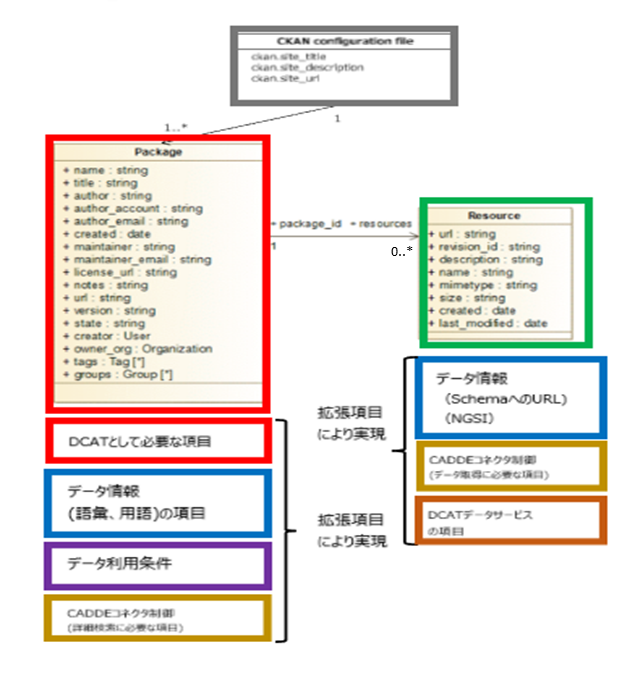 CKAN configuration file
ckan.site_title
ckan.site_description
ckan.site_url
1..*
1
Package
+ name : string
+ title : string
+ author : string
+ author_account : string
+ author_email : string
+ created : date
+ maintainer : string
+ maintainer_email : string
+ license_url : string
+ notes : string
+ url : string
+ version : string
+ state : string
+ creator : User
+ owner_org : Organization
+ tags : Tag [*]
+ groups : Group [*]
+ package_id + resources
1
0..*
Resource
+ url : string
+ revision_id : string
+ description : string
+ name : string
+ mimetype : string
+ size : string
+ created : date
+ last_modified : date
DCATとして必要な項目
データ情報
(語彙、用語)の項目
データ利用条件
CADDEコネクタ制御
(詳細検索に必要な項目)
拡張項目
により実現
拡張項目
により実現
データ情報
（SchemaへのURL)
（NGSI）
CADDEコネクタ制御
(データ取得に必要な項目)
DCATデータサービス
の項目